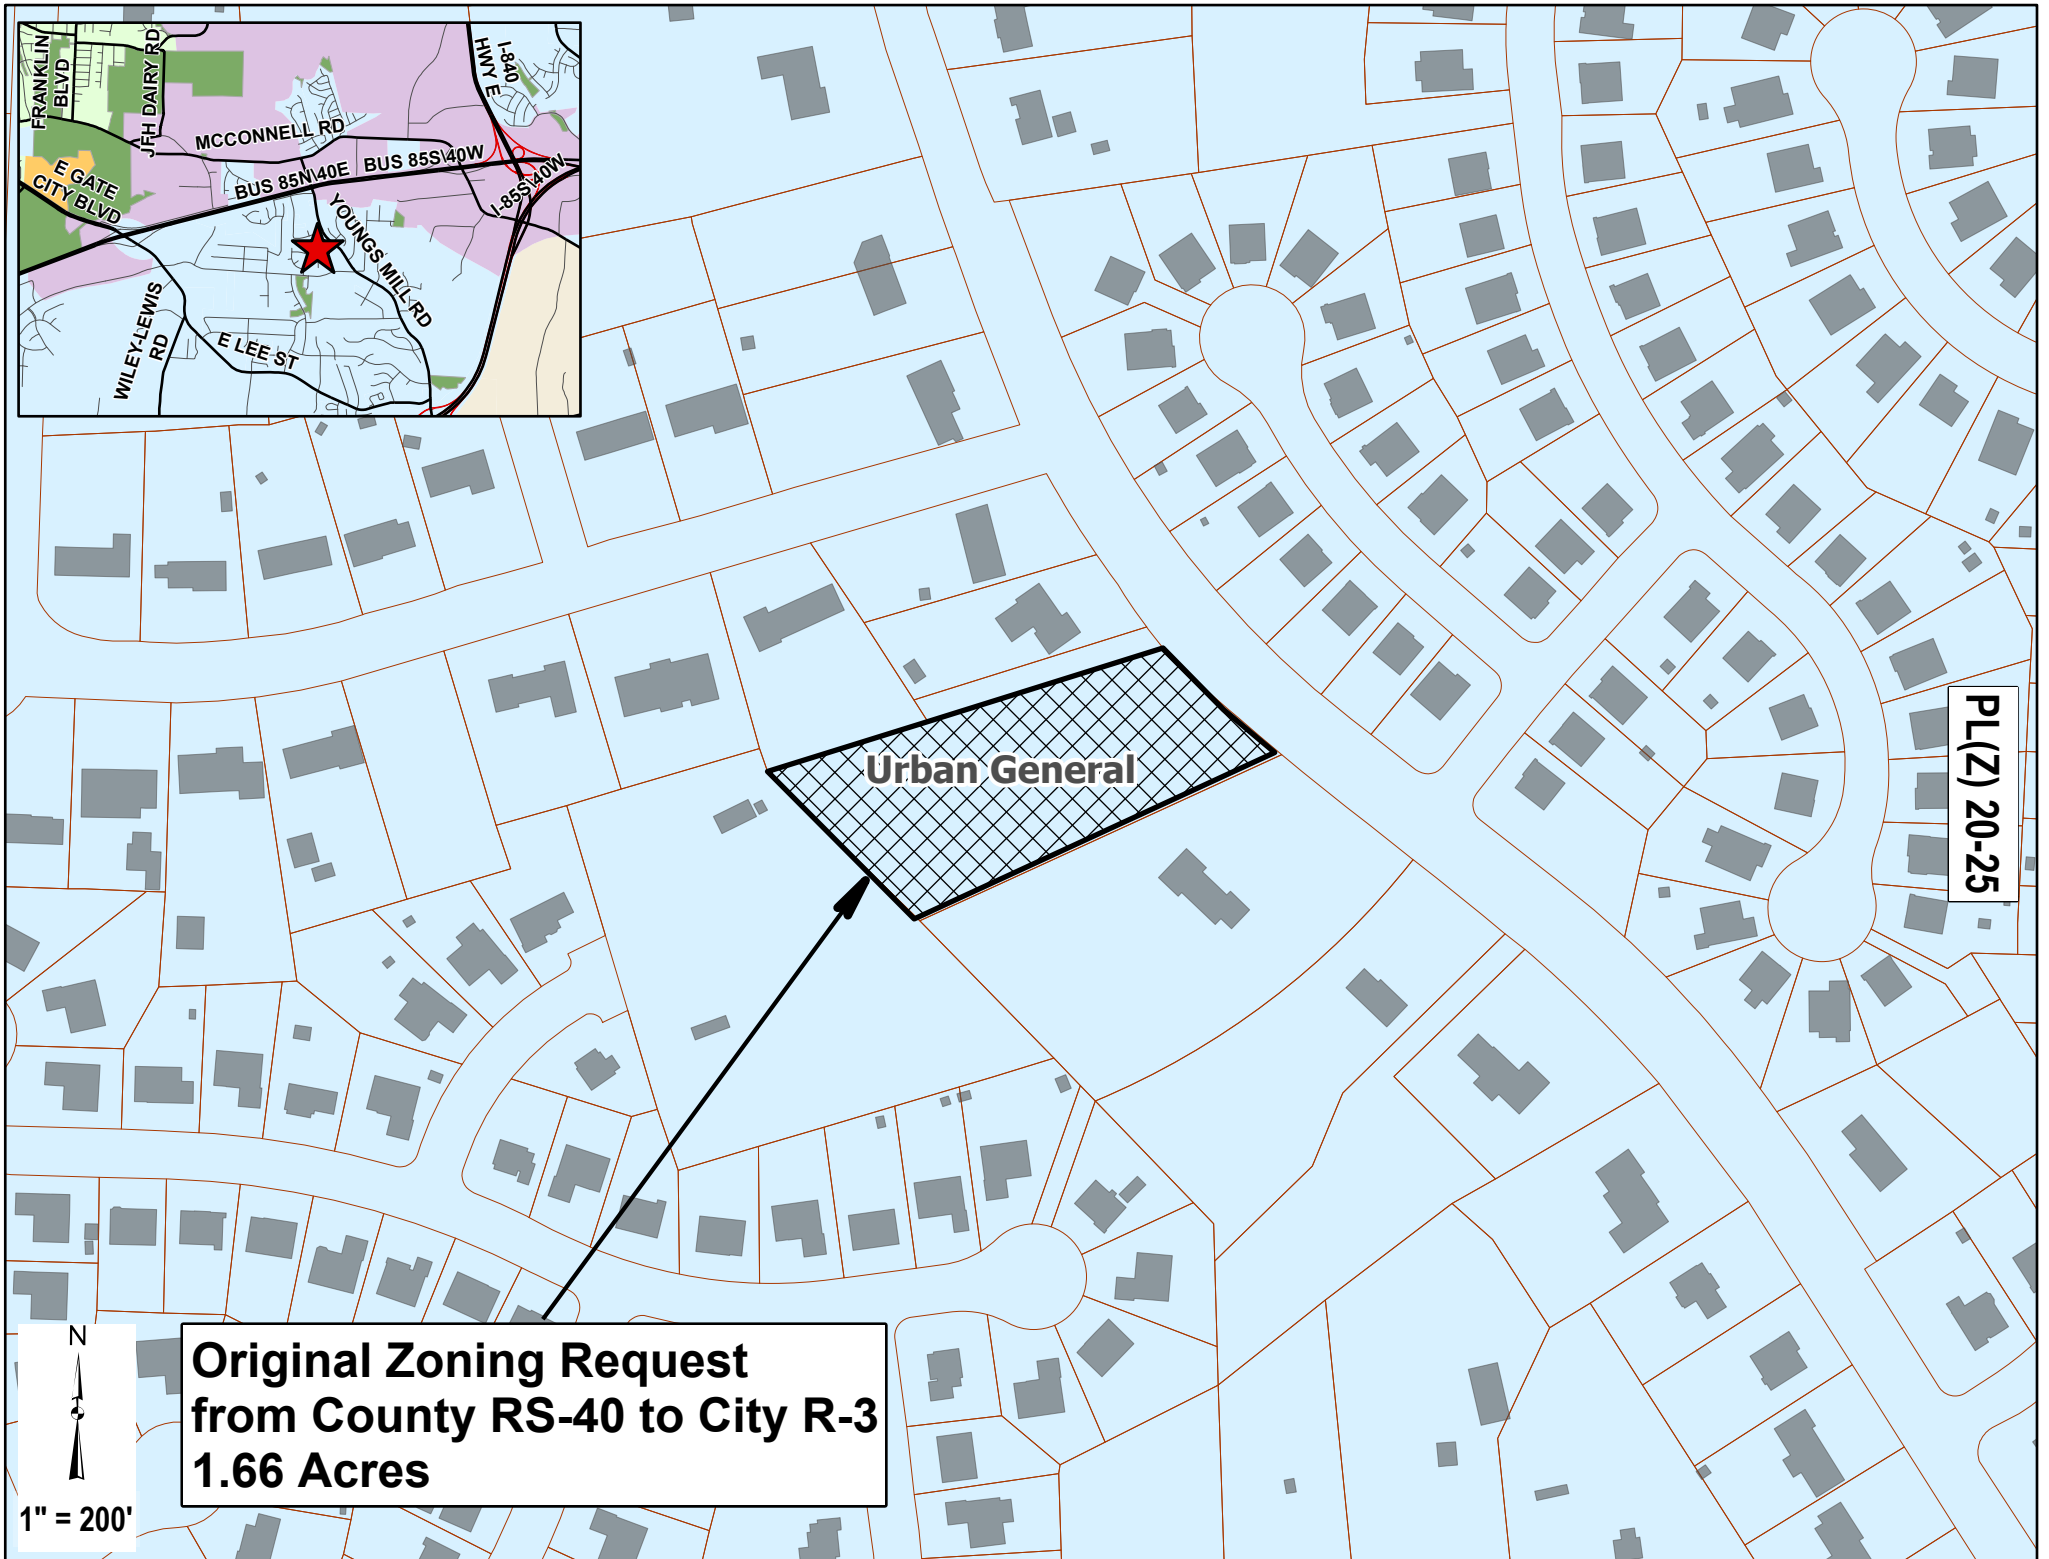 FRANKLIN
BLVD
JFH DAIRY RD
I-840
HWY E
MCCONNELL RD
BUS 85N\40E
BUS 85S\40W
I-85S\40W
E GATE
CITY BLVD
YOUNGS MILL RD
WILEY-LEWIS
RD
E LEE ST
Urban General
PL(Z) 20-25
N
1" = 200'
Original Zoning Request
from County RS-40 to City R-3
1.66 Acres